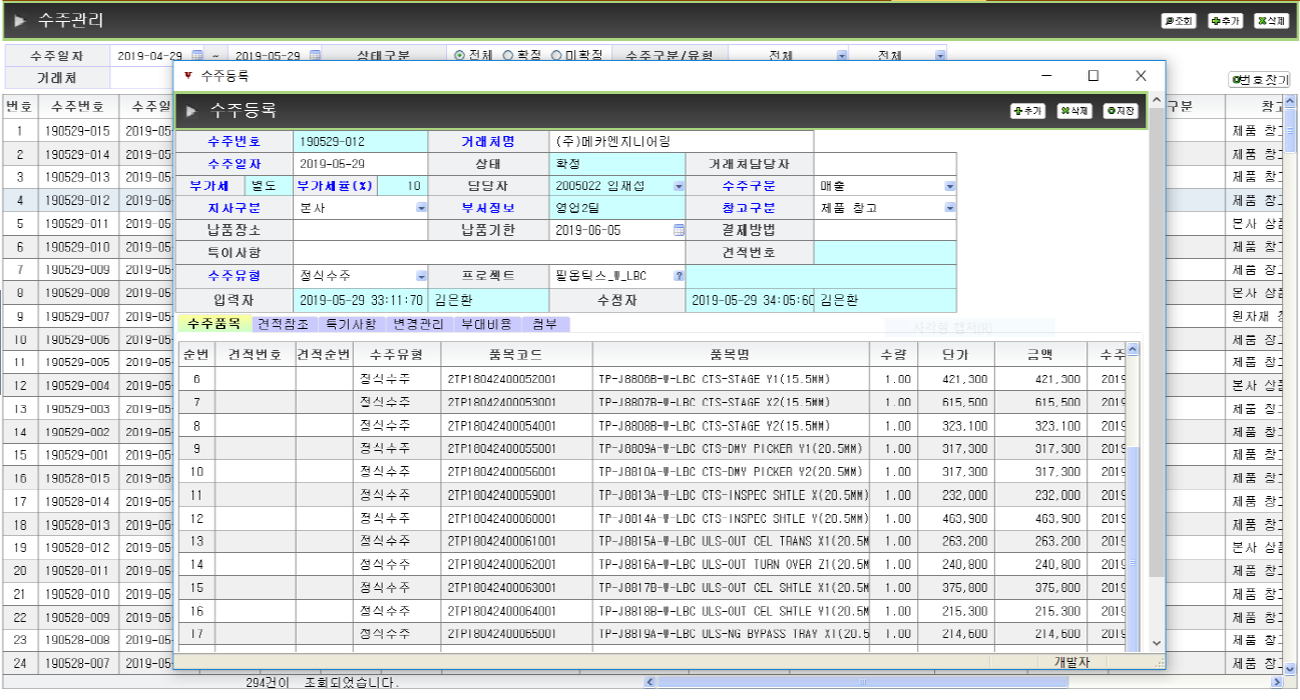 수주관리 조회 추가 삭제
수주일자 2019-04-29 ~ 2019-05-29 상태구분 전체 확정 미확정 수주구분/유형 전체 전체
거래처 번호찾기
번호 수주번호 수주일 구분 창고
1 190529-015 2019-05 제품 창고
2 190529-014 2019-05 제품 창고
3 190529-013 2019-05 제품 창고
4 190529-012 2019-05 제품 창고
5 190529-011 2019-05 본사 상품
6 190529-010 2019-05 제품 창고
7 190529-009 2019-05 제품 창고
8 190529-008 2019-05 본사 상품
9 190529-007 2019-05 원자재 창
10 190529-006 2019-05 제품 창고
11 190529-005 2019-05 제품 창고
12 190529-004 2019-05 본사 상품
13 190529-003 2019-05 제품 창고
14 190529-002 2019-05 제품 창고
15 190529-001 2019-05 제품 창고
16 190528-015 2019-05 제품 창고
17 190528-014 2019-05 제품 창고
18 190528-013 2019-05 제품 창고
19 190528-012 2019-05 본사 상품
20 190528-011 2019-05 제품 창고
21 190528-010 2019-05 제품 창고
22 190528-009 2019-05 제품 창고
23 190528-008 2019-05 제품 창고
24 190528-007 2019-05 제품 창고
294건이 조회되었습니다.
수주등록
수주등록 추가 삭제 저장
수주번호 190529-012 거래처명 (주)메카엔지니어링
수주일자 2019-05-29 상태 확정 거래처담당자
부가세 별도 부가세율(%) 10 담당자 2005022 임재섭 수주구분 매출
지사구분 본사 부서정보 영업2팀 창고구분 제품 창고
납품장소 납품기한 2019-06-05 결제방법
특이사항 견적번호
수주유형 정식수주 프로젝트 필옵틱스_W_LBC ?
입력자 2019-05-29 33:11:70 김은환 수정자 2019-05-29 34:05:60 김은환
수주품목 견적참조 특기사항 변경관리 부대비용 첨부
순번 견적번호 견적순번 수주유형 품목코드 품목명 수량 단가 금액 수주
6 정식수주 2TP18042400052001 TP-J8806B-W-LBC CTS-STAGE Y1(15.5MM) 1.00 421,300 421,300 2019
7 정식수주 2TP18042400053001 TP-J8807B-W-LBC CTS-STAGE X2(15.5MM) 1.00 615,500 615,500 2019
8 정식수주 2TP18042400054001 TP-J8808B-W-LBC CTS-STAGE Y2(15.5MM) 1.00 323,100 323,100 2019
9 정식수주 2TP18042400055001 TP-J8809A-W-LBC CTS-DMY PICKER Y1(20.5MM) 1.00 317,300 317,300 2019
10 정식수주 2TP18042400056001 TP-J8810A-W-LBC CTS-DMY PICKER Y2(20.5MM) 1.00 317,300 317,300 2019
11 정식수주 2TP18042400059001 TP-J8813A-W-LBC CTS-INSPEC SHTLE X(20.5MM) 1.00 232,000 232,000 2019
12 정식수주 2TP18042400060001 TP-J8814A-W-LBC CTS-INSPEC SHTLE Y(20.5MM) 1.00 463,900 463,900 2019
13 정식수주 2TP18042400061001 TP-J8815A-W-LBC ULS-OUT CEL TRANS X1(20.5M 1.00 263,200 263,200 2019
14 정식수주 2TP18042400062001 TP-J8816A-W-LBC ULS-OUT TURN OVER Z1(20.5M 1.00 240,800 240,800 2019
15 정식수주 2TP18042400063001 TP-J8817B-W-LBC ULS-OUT CEL SHTLE X1(20.5M 1.00 375,800 375,800 2019
16 정식수주 2TP18042400064001 TP-J8818B-W-LBC ULS-OUT CEL SHTLE Y1(20.5M 1.00 215,300 215,300 2019
17 정식수주 2TP18042400065001 TP-J8819A-W-LBC ULS-NG BYPASS TRAY X1(20.5 1.00 214,600 214,600 2019
개발자